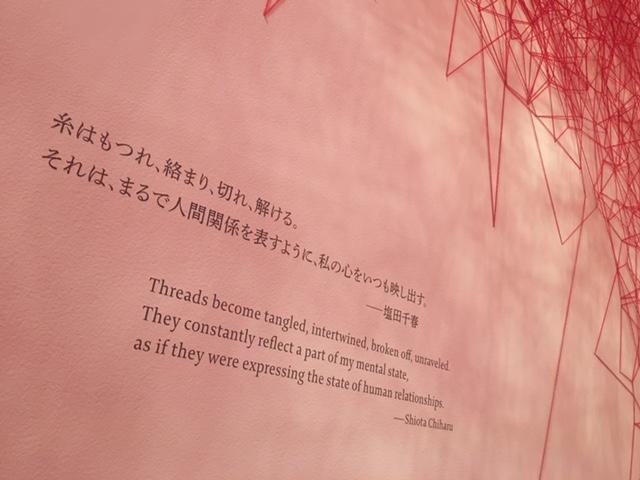 糸はもつれ、絡まり、切れ、解ける。
それは、まるで人間関係を表すように、私の心をいつも映し出す。
──塩田千春
Threads become tangled, intertwined, broken off, unraveled.
They constantly reflect a part of my mental state,
as if they were expressing the state of human relationships.
—Shiota Chiharu